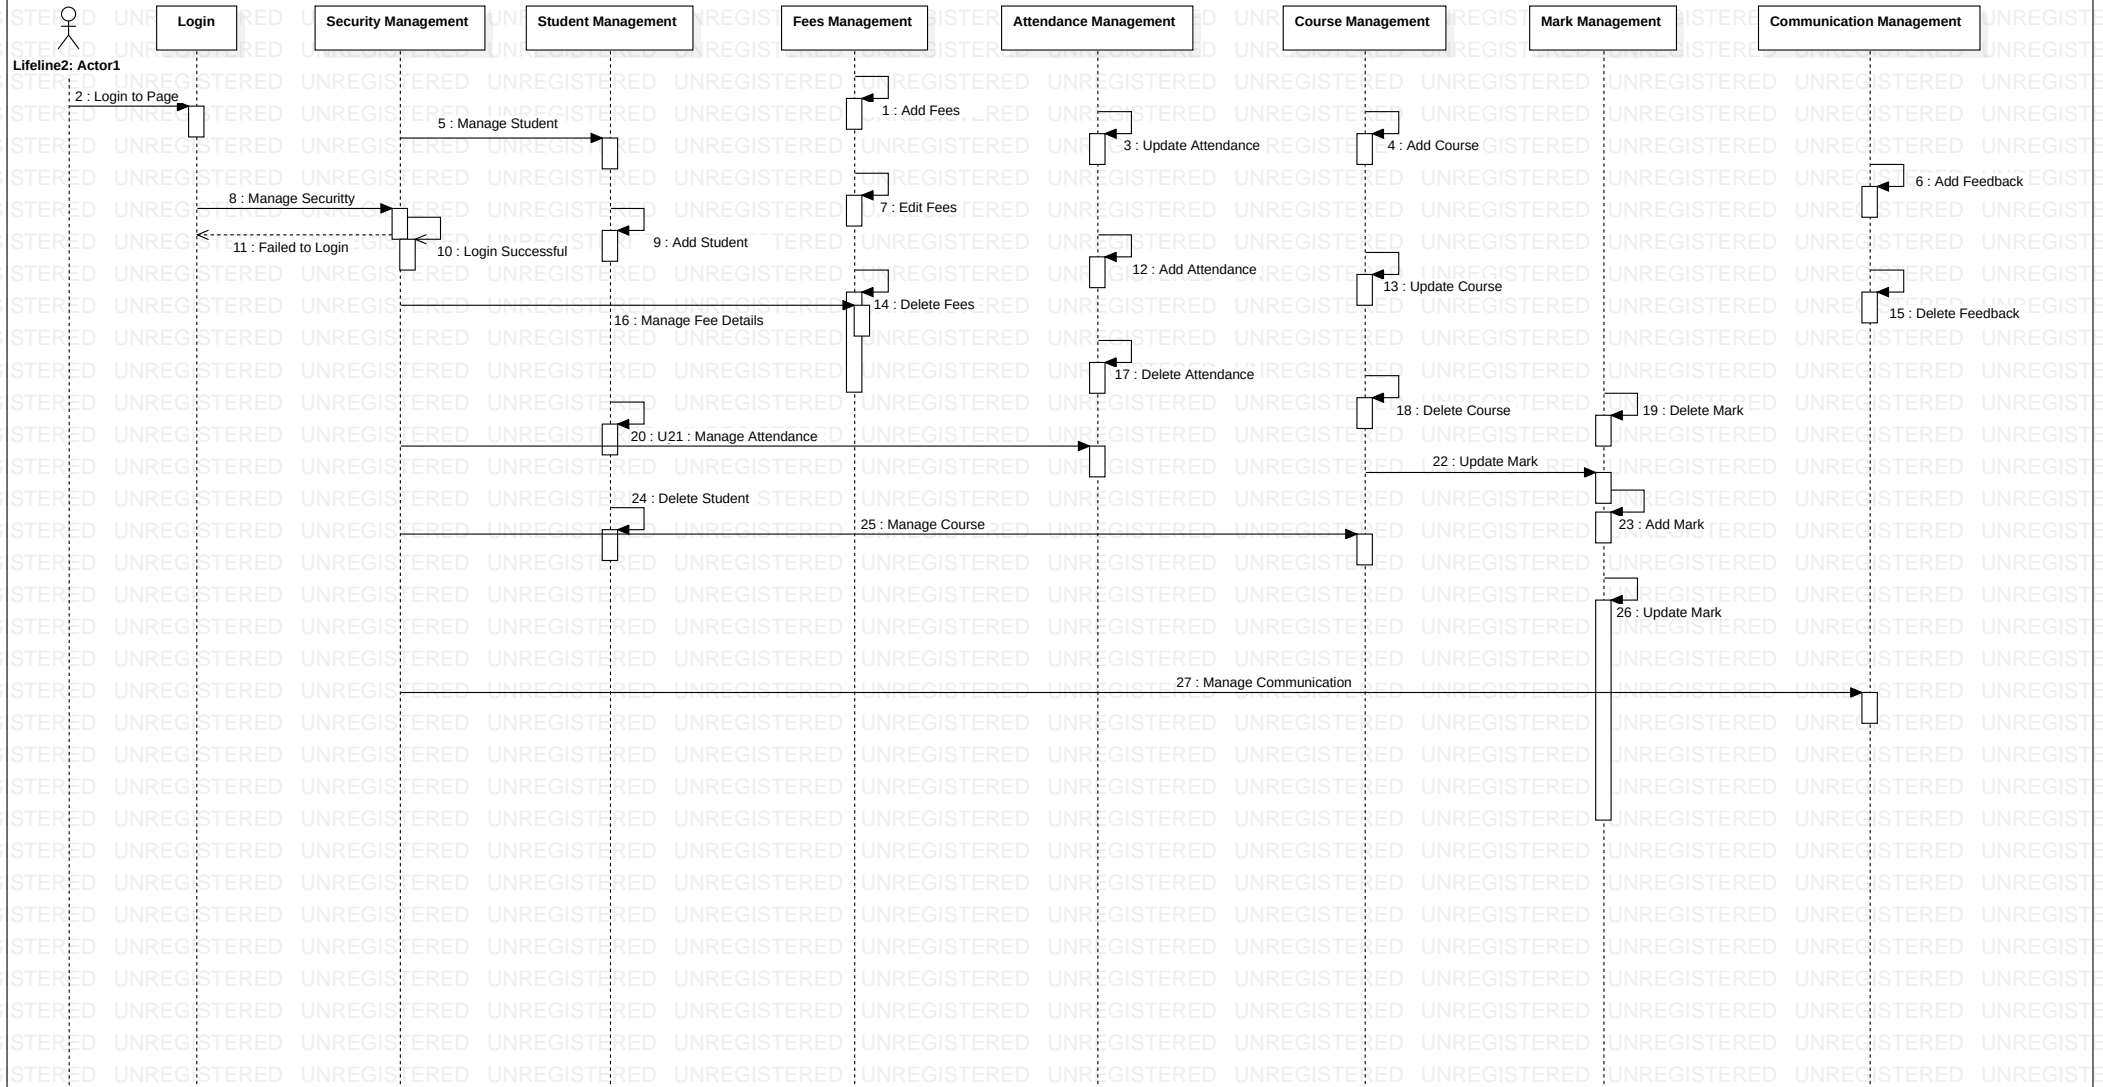 Login
Security Management
Student Management
Fees Management
Attendance Management
Course Management
Mark Management
Communication Management
Lifeline2: Actor1
2 : Login to Page
1 : Add Fees
5 : Manage Student
3 : Update Attendance
4 : Add Course
6 : Add Feedback
8 : Manage Securitty
7 : Edit Fees
11 : Failed to Login
10 : Login Successful
9 : Add Student
12 : Add Attendance
13 : Update Course
14 : Delete Fees
15 : Delete Feedback
16 : Manage Fee Details
17 : Delete Attendance
18 : Delete Course
19 : Delete Mark
20 : U21 : Manage Attendance
22 : Update Mark
24 : Delete Student
25 : Manage Course
23 : Add Mark
26 : Update Mark
27 : Manage Communication
UNREGISTERED